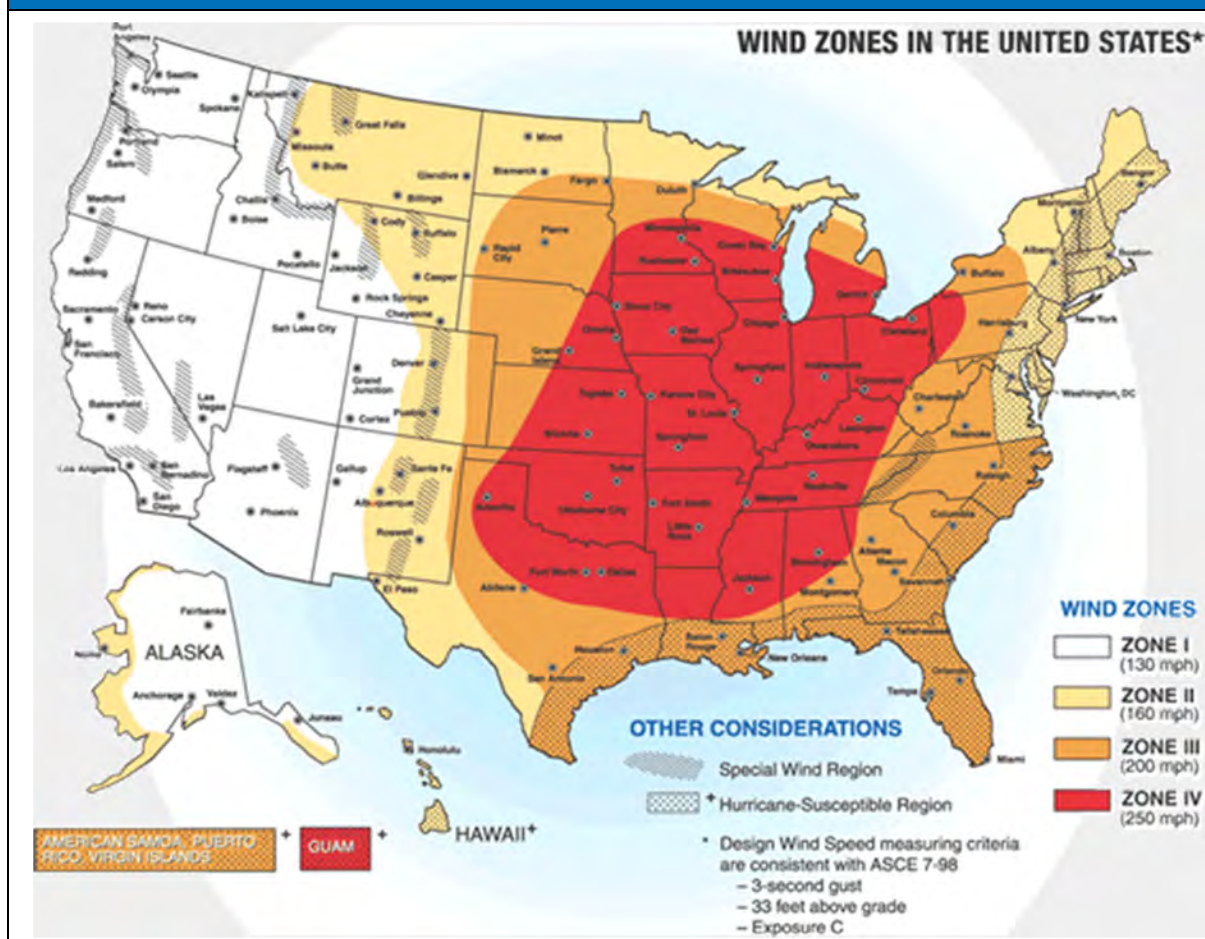 WIND ZONES IN THE UNITED STATES*
Port
Angeles
Seattle
Olympia
Spokane
Kalispell
Great Falls
Missoula
Butte
Glendive
Billings
Minot
Bismarck
Fargo
Duluth
Portland
Salem
Medford
Challis
Boise
Pocatello
Jackson
Cody
Buffalo
Casper
Rock Springs
Cheyenne
Rapid
City
Pierre
Minneapolis
Rochester
Green Bay
Milwaukee
Detroit
Chicago
Cleveland
Buffalo
Albany
Montpelier
Bangor
Boston
New York
Harrisburg
Washington, DC
Redding
Sacramento
San
Francisco
Reno
Carson City
Salt Lake City
Grand
Junction
Cortez
Denver
Pueblo
Sioux City
Des
Moines
Omaha
Grand
Island
Topeka
Kansas City
St. Louis
Springfield
Springfield
Indianapolis
Cincinnati
Charleston
Lexington
Owensboro
Roanoke
Raleigh
Bakersfield
Las
Vegas
Los Angeles
San
Bernadino
San
Diego
Flagstaff
Phoenix
Gallup
Santa Fe
Albuquerque
Roswell
El Paso
Wichita
Tulsa
Oklahoma City
Amarillo
Fort Smith
Little
Rock
Memphis
Nashville
Fort Worth
Dallas
Abilene
Jackson
Birmingham
Montgomery
Atlanta
Macon
Columbia
Savannah
Houston
San Antonio
Baton
Rouge
New Orleans
Tallahassee
Orlando
Tampa
Miami
Fairbanks
Nome
ALASKA
Anchorage
Valdez
Juneau
Honolulu
HAWAII+
AMERICAN SAMOA, PUERTO
RICO, VIRGIN ISLANDS
+
GUAM
+
OTHER CONSIDERATIONS
Special Wind Region
+ Hurricane-Susceptible Region
* Design Wind Speed measuring criteria
are consistent with ASCE 7-98
– 3-second gust
– 33 feet above grade
– Exposure C
WIND ZONES
ZONE I
(130 mph)
ZONE II
(160 mph)
ZONE III
(200 mph)
ZONE IV
(250 mph)